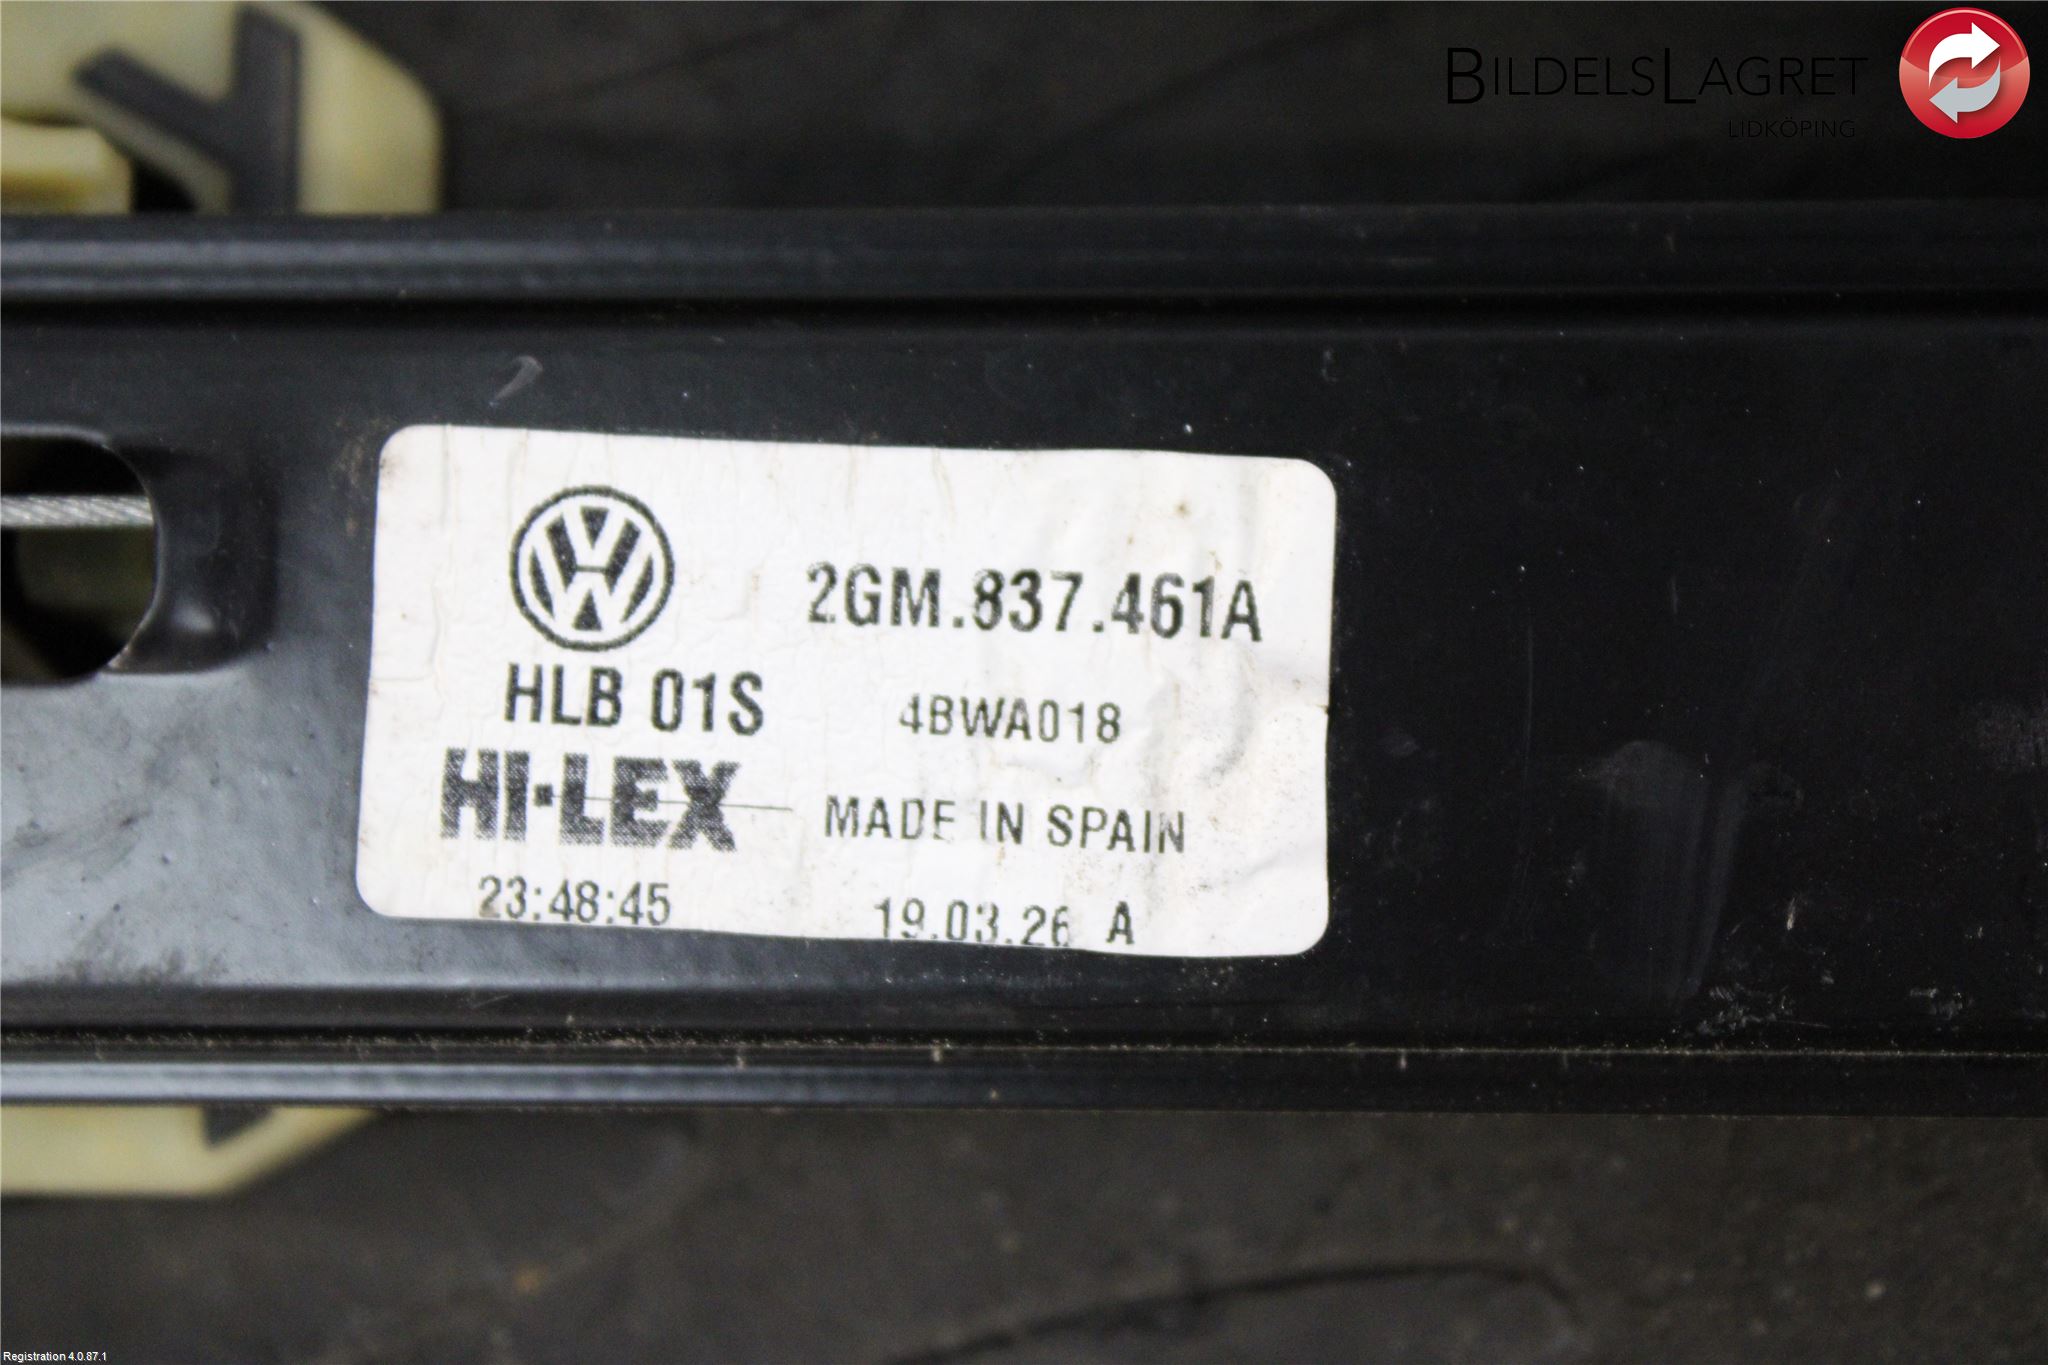 BILDELSLAGRET
LIDKÖPING
2GM.837.461A
HLB 01S
4BWA018
HI-LEX
MADE IN SPAIN
23:48:45
19.03.26 A
Registration 4.0.87.1